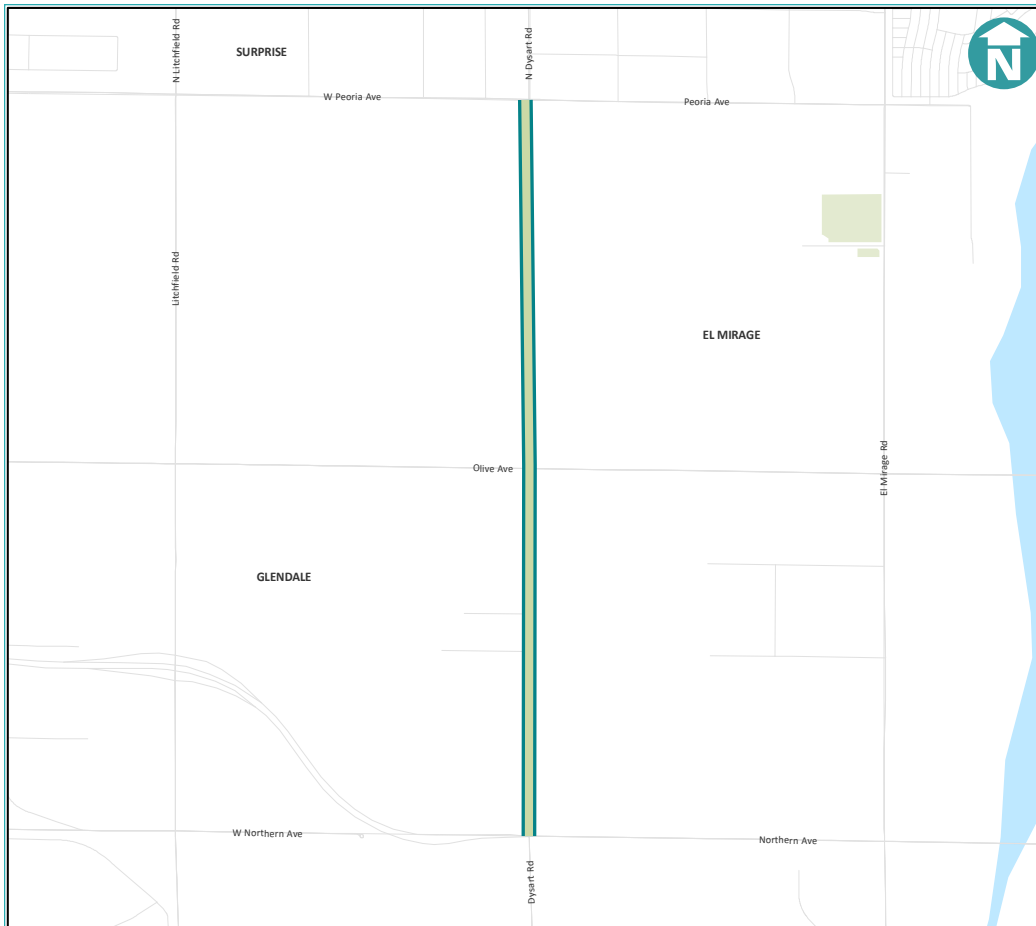 SURPRISE
N Litchfield Rd
N Dysart Rd
N
W Peoria Ave
Peoria Ave
Litchfield Rd
EL MIRAGE
Olive Ave
El Mirage Rd
GLENDALE
W Northern Ave
Northern Ave
Dysart Rd